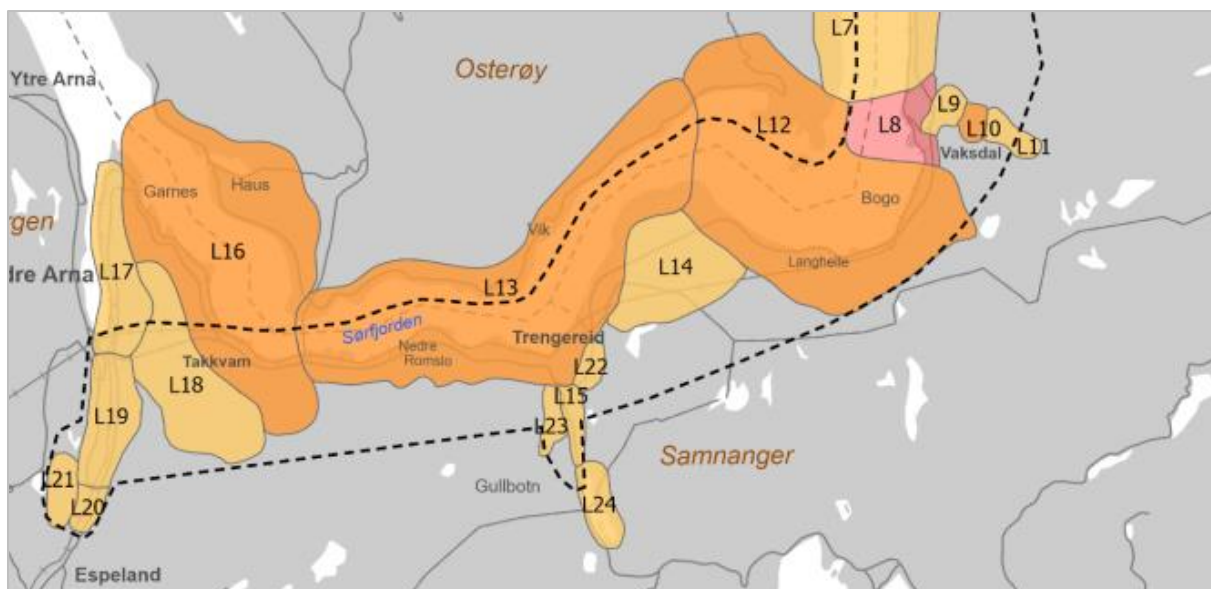 L7
Osterøy
Ytre Arna
L9
L12
L8
L10
L11
Vaksdal
Haus
Garnes
Bogo
rgen
Vik
L16
L14
Langhelle
dre Arna
L17
L13
Sørfjorden
Trengereid
Nedre
Romslo
Takkvam
L18
L22
L15
L19
L23
Samnanger
L21
L20
Gullbotn
L24
Espeland